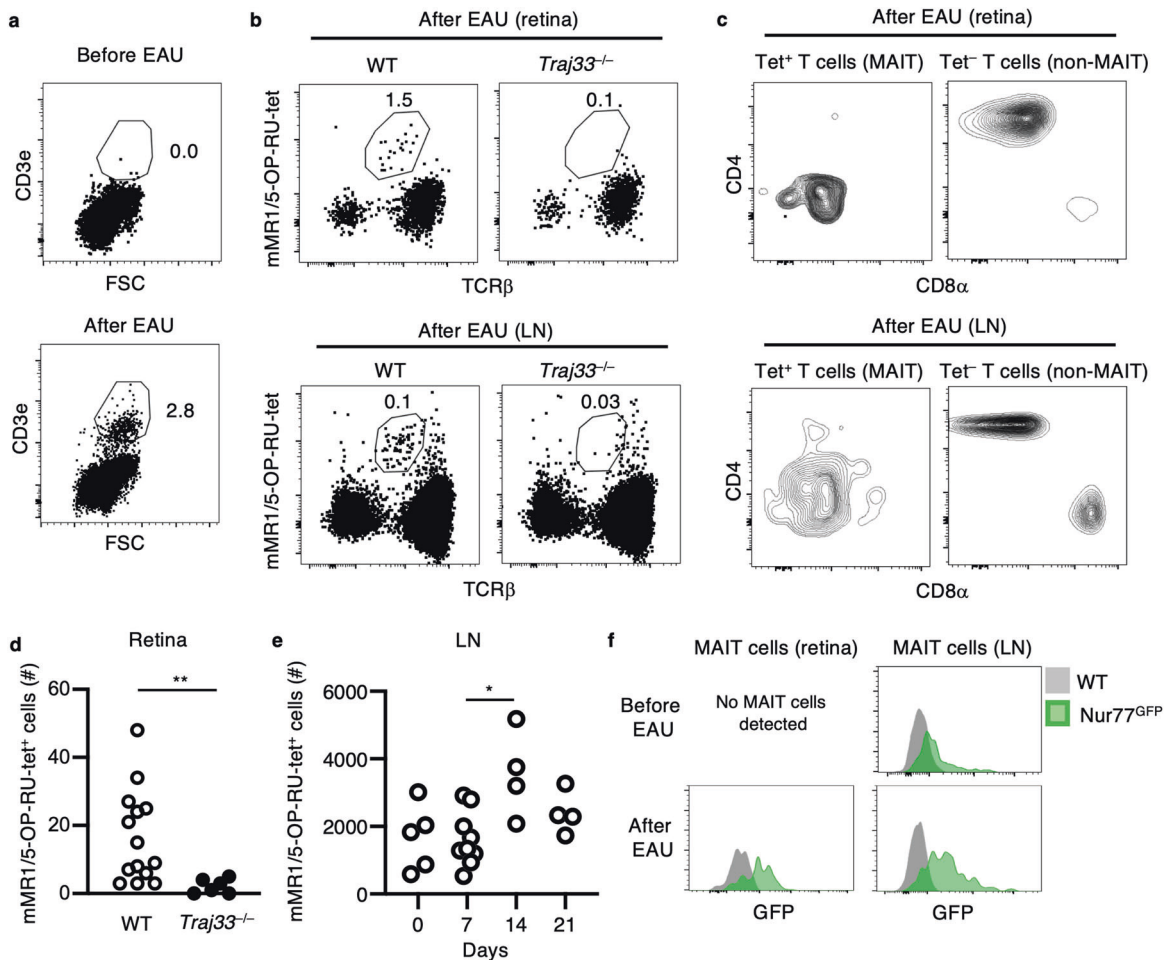 a
Before EAU
CD3e
0.0
FSC
After EAU
CD3e
2.8
FSC
b
After EAU (retina)
WT
Traj33–/–
mMR1/5-OP-RU-tet
1.5
0.1
TCRβ
After EAU (LN)
WT
Traj33–/–
mMR1/5-OP-RU-tet
0.1
0.03
TCRβ
c
After EAU (retina)
Tet+ T cells (MAIT)
Tet– T cells (non-MAIT)
CD4
CD8α
After EAU (LN)
Tet+ T cells (MAIT)
Tet– T cells (non-MAIT)
CD4
CD8α
d
Retina
mMR1/5-OP-RU-tet+ cells (#)
60
40
20
0
**
WT
Traj33–/–
e
LN
mMR1/5-OP-RU-tet+ cells (#)
6000
4000
2000
0
*
0
7
14
21
Days
f
MAIT cells (retina)
MAIT cells (LN)
Before
EAU
No MAIT cells
detected
WT
Nur77GFP
After
EAU
GFP
GFP